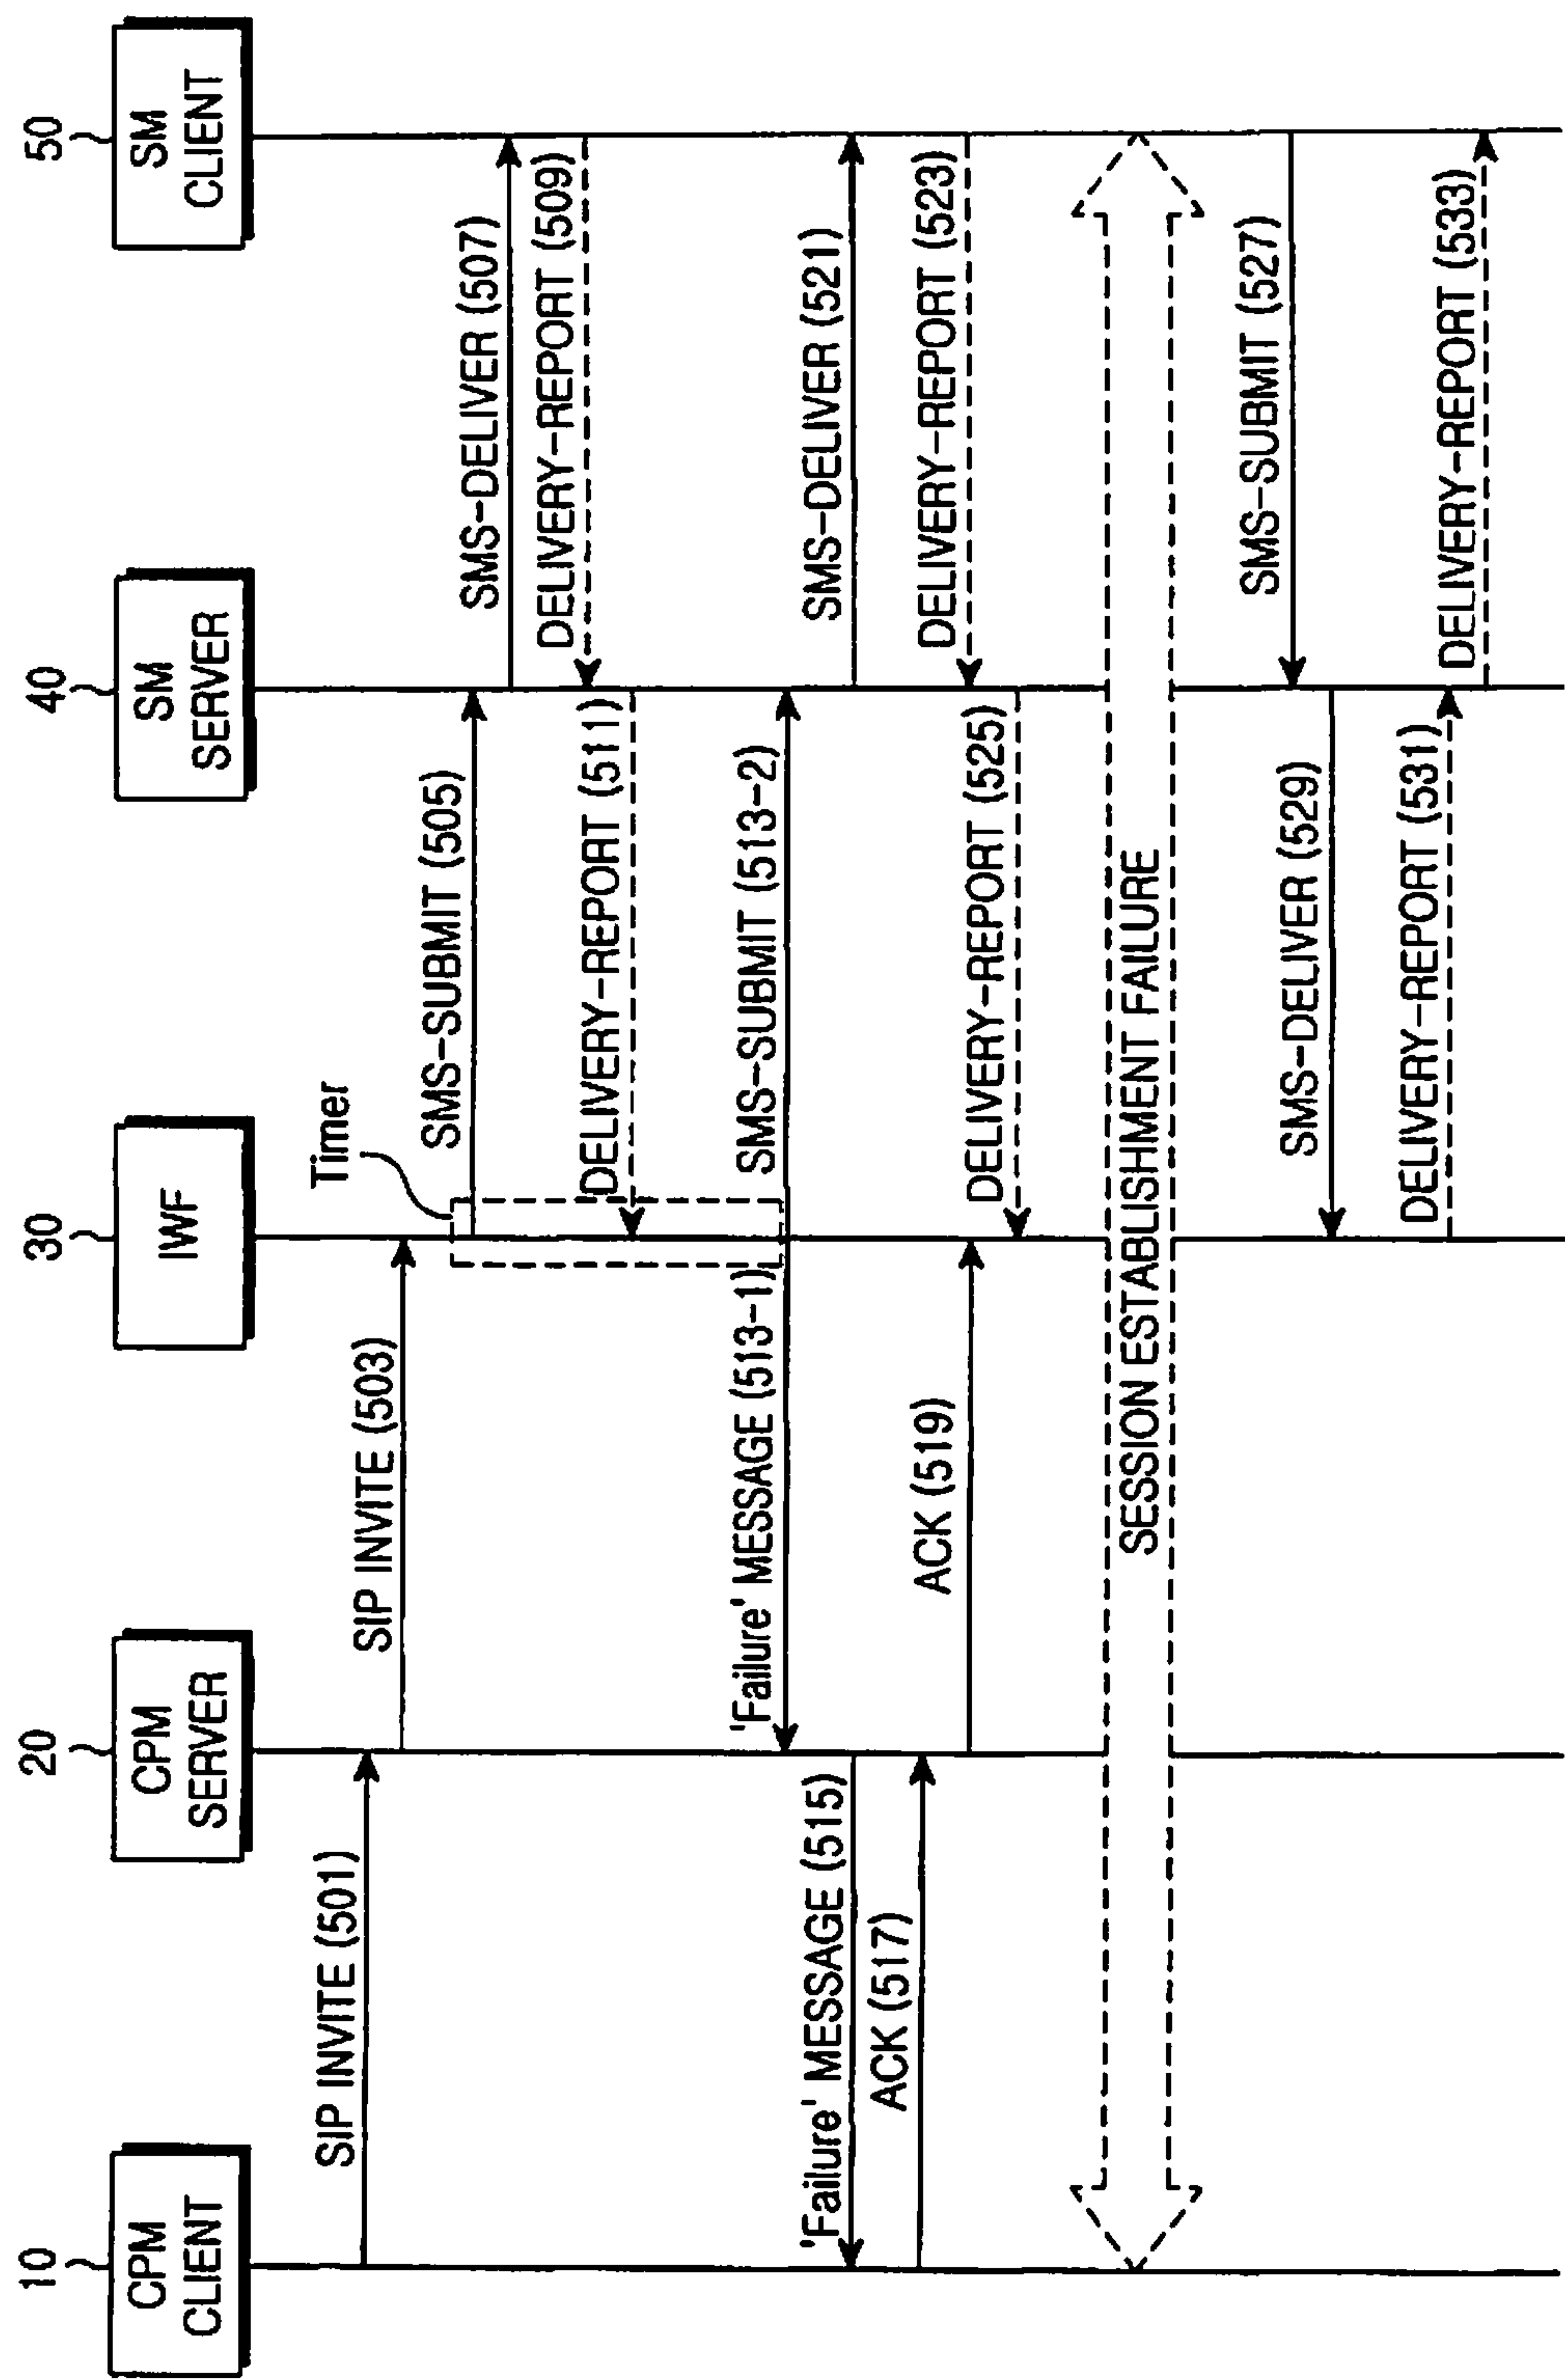 10
CPM
CLIENT
20
CPM
SERVER
30
IWF
40
SM
SERVER
50
SM
CLIENT
SIP INVITE (501)
SIP INVITE (503)
Timer
SMS-SUBMIT (505)
SMS-DELIVER (507)
DELIVERY-REPORT (509)
DELIVERY-REPORT (511)
'Failure' MESSAGE (513-1)
SMS-SUBMIT (513-2)
'Failure' MESSAGE (515)
SMS-DELIVER (521)
ACK (517)
ACK (519)
DELIVERY-REPORT (523)
DELIVERY-REPORT (525)
SESSION ESTABLISHMENT FAILURE
SMS-SUBMIT (527)
SMS-DELIVER (529)
DELIVERY-REPORT (531)
DELIVERY-REPORT (533)